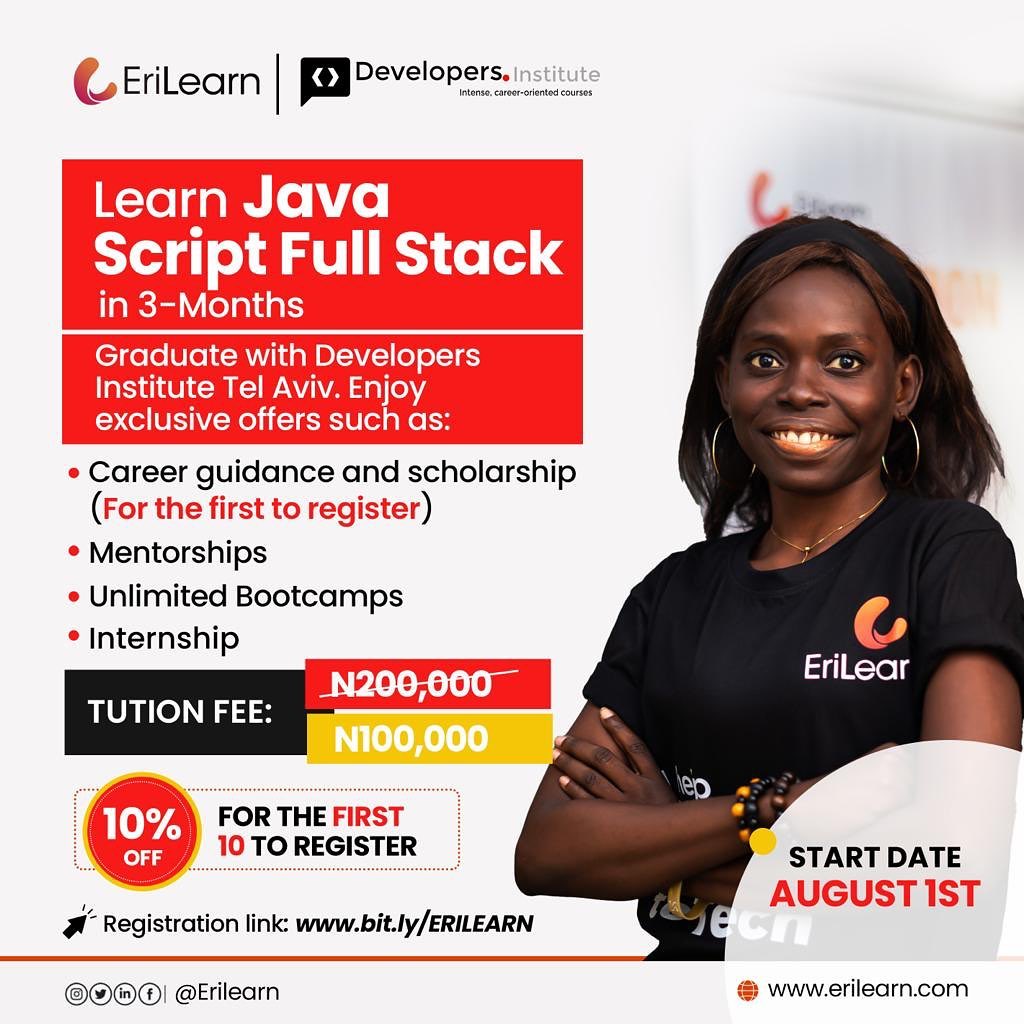 EriLearn
Developers.Institute
Intense, career-oriented courses
Learn Java
Script Full Stack
in 3-Months
Graduate with Developers
Institute Tel Aviv. Enjoy
exclusive offers such as:
• Career guidance and scholarship
(For the first to register)
• Mentorships
• Unlimited Bootcamps
• Internship
TUTION FEE:
N200,000
N100,000
10%
OFF
FOR THE FIRST
10 TO REGISTER
Registration link: www.bit.ly/ERILEARN
@Erilearn
EriLearn
EriLear
START DATE
AUGUST 1ST
www.erilearn.com